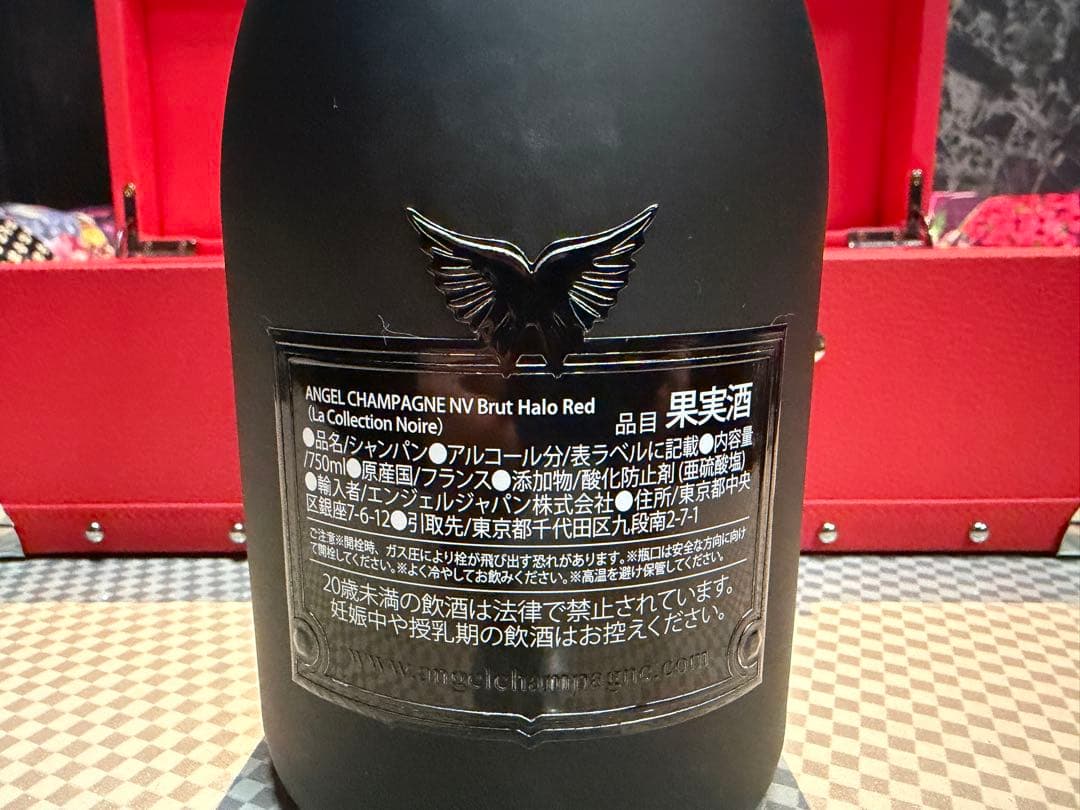 ANGEL CHAMPAGNE NV Brut Halo Red
(La Collection Noire)
品目 果実酒
●品名/シャンパン●アルコール分/表ラベルに記載●内容量
/750ml●原産国/フランス●添加物/酸化防止剤(亜硫酸塩)
●輸入者/エンジェルジャパン株式会社●住所/東京都中央
区銀座7-6-12●引取先/東京都千代田区九段南2-7-1
ご注意※開栓時、ガス圧により栓が飛び出す恐れがあります。※瓶口は安全な方向に向け
て開栓してください。※よく冷やしてお飲みください。※高温を避け保管してください。
20歳未満の飲酒は法律で禁止されています。
妊娠中や授乳期の飲酒はお控えください。
www.angelchampagne.com